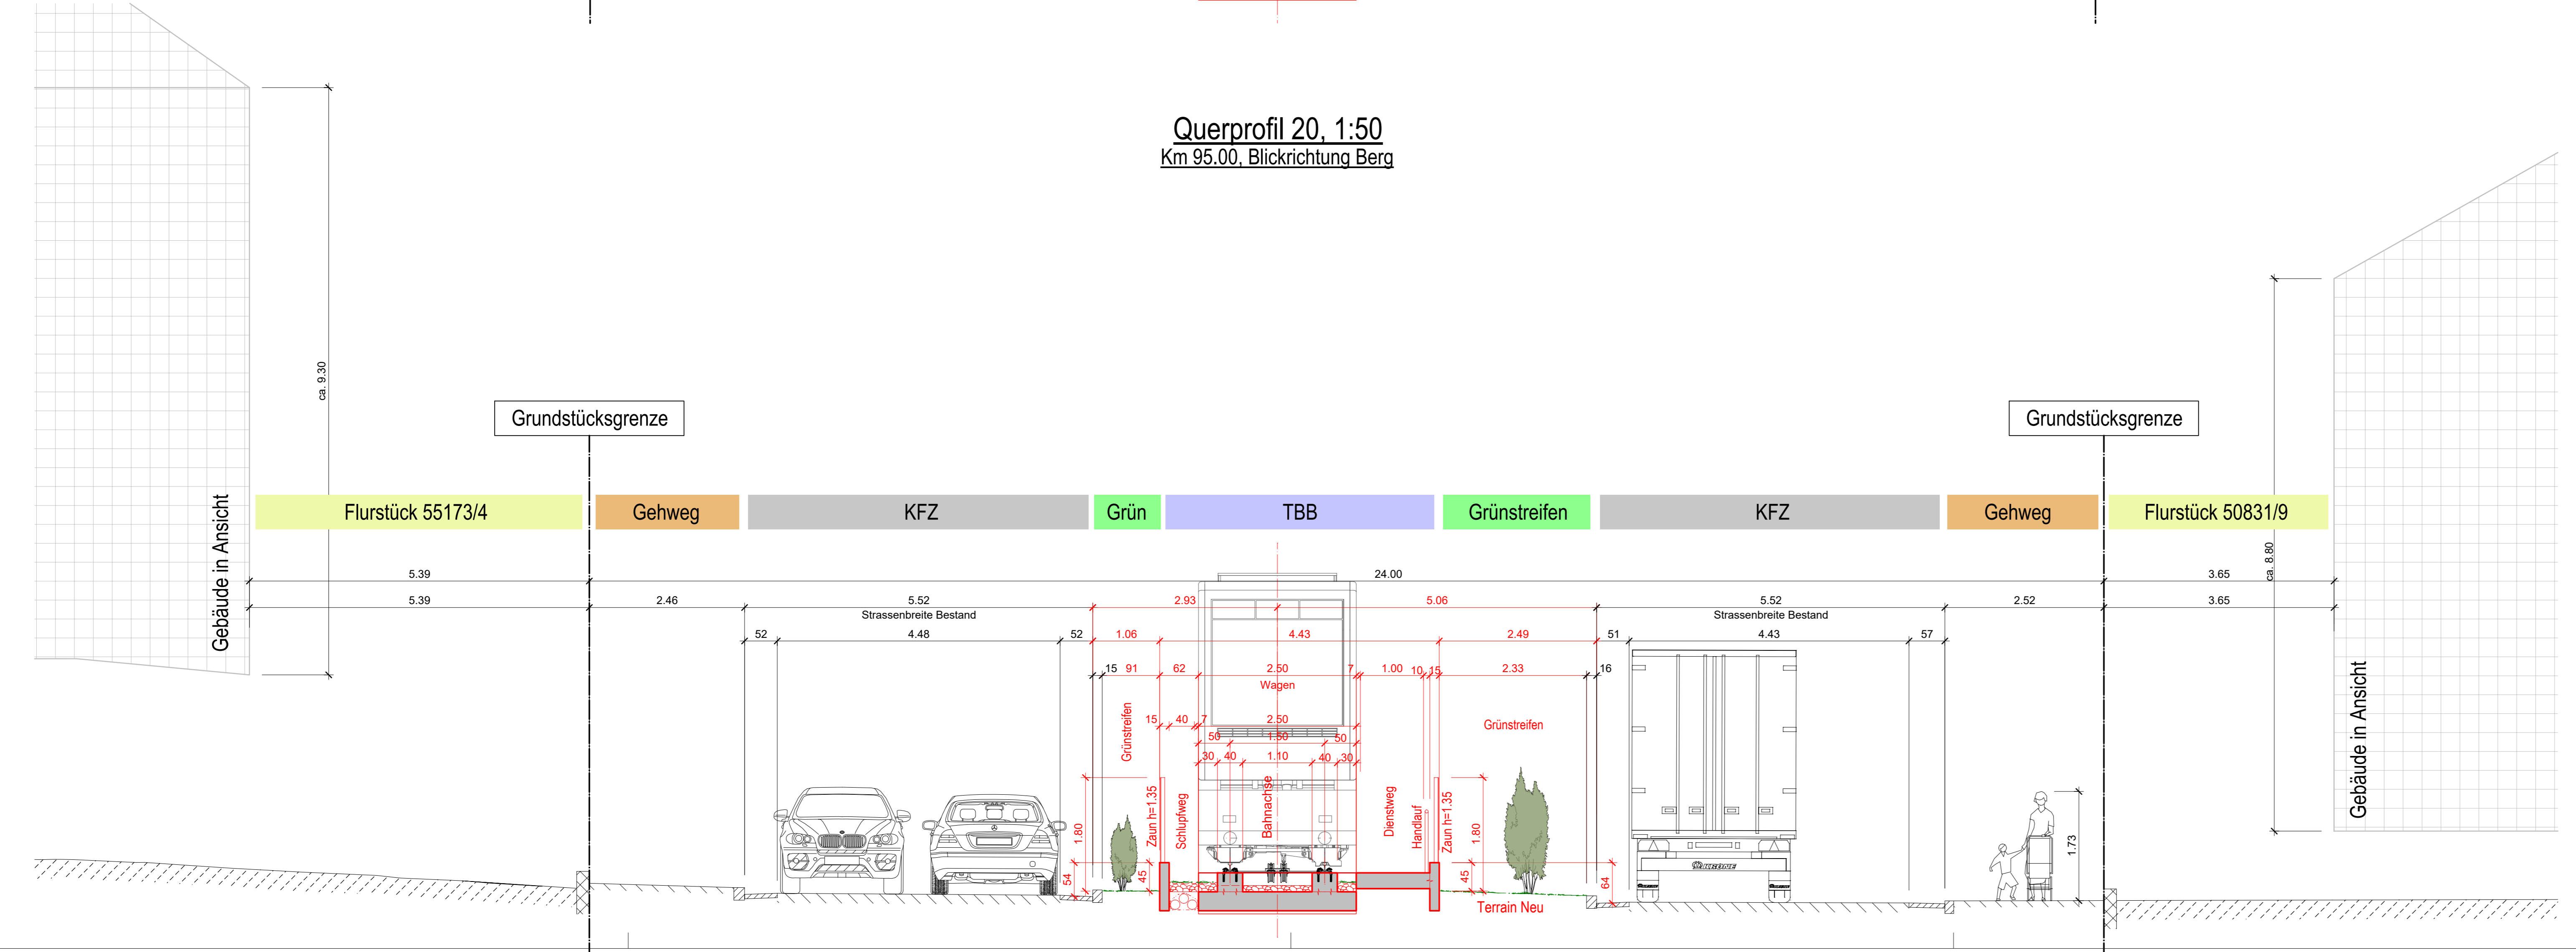 Querprofil 20, 1:50
Km 95.00, Blickrichtung Berg
ca. 9.30
Grundstücksgrenze
Grundstücksgrenze
Gebäude in Ansicht
Flurstück 55173/4
Gehweg
KFZ
Grün
TBB
Grünstreifen
KFZ
Gehweg
Flurstück 50831/9
ca. 8.80
5.39
24.00
3.65
5.39
2.46
5.52
2.93
5.06
5.52
2.52
3.65
Strassenbreite Bestand
Strassenbreite Bestand
52
4.48
52
1.06
4.43
2.49
51
4.43
57
15
91
62
2.50
7
1.00
10
15
2.33
16
Wagen
Gebäude in Ansicht
Grünstreifen
15
40
7
2.50
Grünstreifen
50
1.50
50
30
40
1.10
40
30
1.80
Zaun h=1.35
Schlupfweg
Bahnachse
Dienstweg
Handlauf
Zaun h=1.35
1.80
1.73
54
45
45
64
KRONE
Terrain Neu